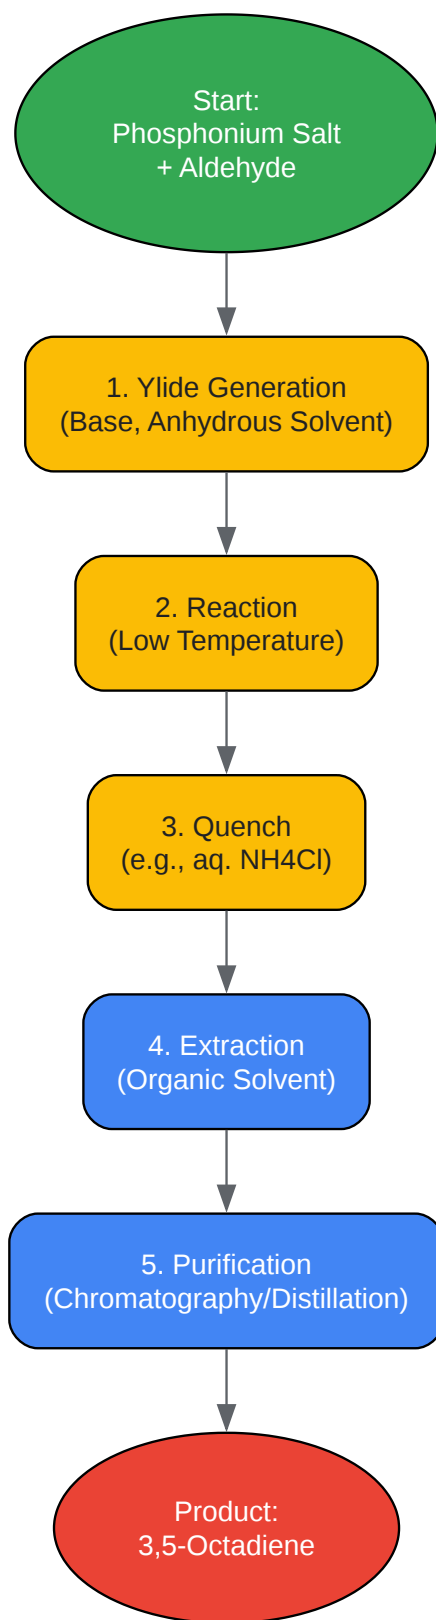 Start:
Phosphonium Salt
+ Aldehyde
1. Ylide Generation
(Base, Anhydrous Solvent)
2. Reaction
(Low Temperature)
3. Quench
(e.g., aq. NH4Cl)
4. Extraction
(Organic Solvent)
5. Purification
(Chromatography/Distillation)
Product:
3,5-Octadiene